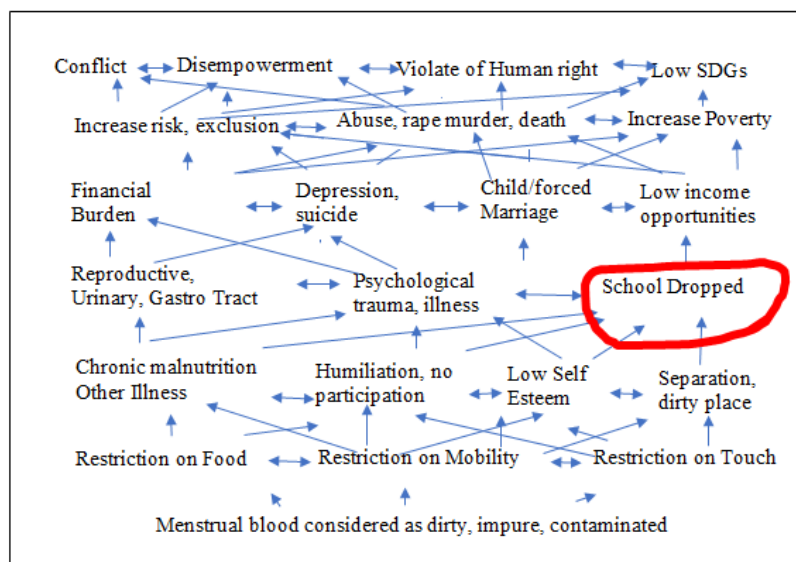 Conflict Disempowerment Violate of Human right Low SDGs
Increase risk, exclusion Abuse, rape murder, death Increase Poverty
Financial
Burden
Depression,
suicide
Child/forced
Marriage
Low income
opportunities
Reproductive,
Urinary, Gastro Tract
Psychological
trauma, illness
School Dropped
Chronic malnutrition
Other Illness
Humiliation, no
participation
Low Self
Esteem
Separation,
dirty place
Restriction on Food Restriction on Mobility Restriction on Touch
Menstrual blood considered as dirty, impure, contaminated